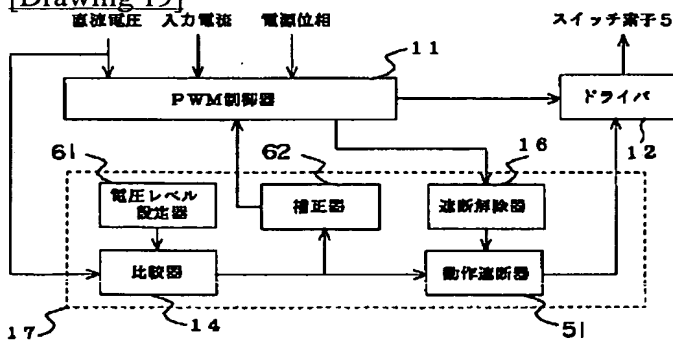 [Drawing 19]
直流電圧 入力電流 電源位相 スイッチ素子5
11
PWM制御器 ドライバ
12
61 62 16
電圧レベル
設定器
補正器 遮断解除器
比較器 動作遮断器
17 14 51